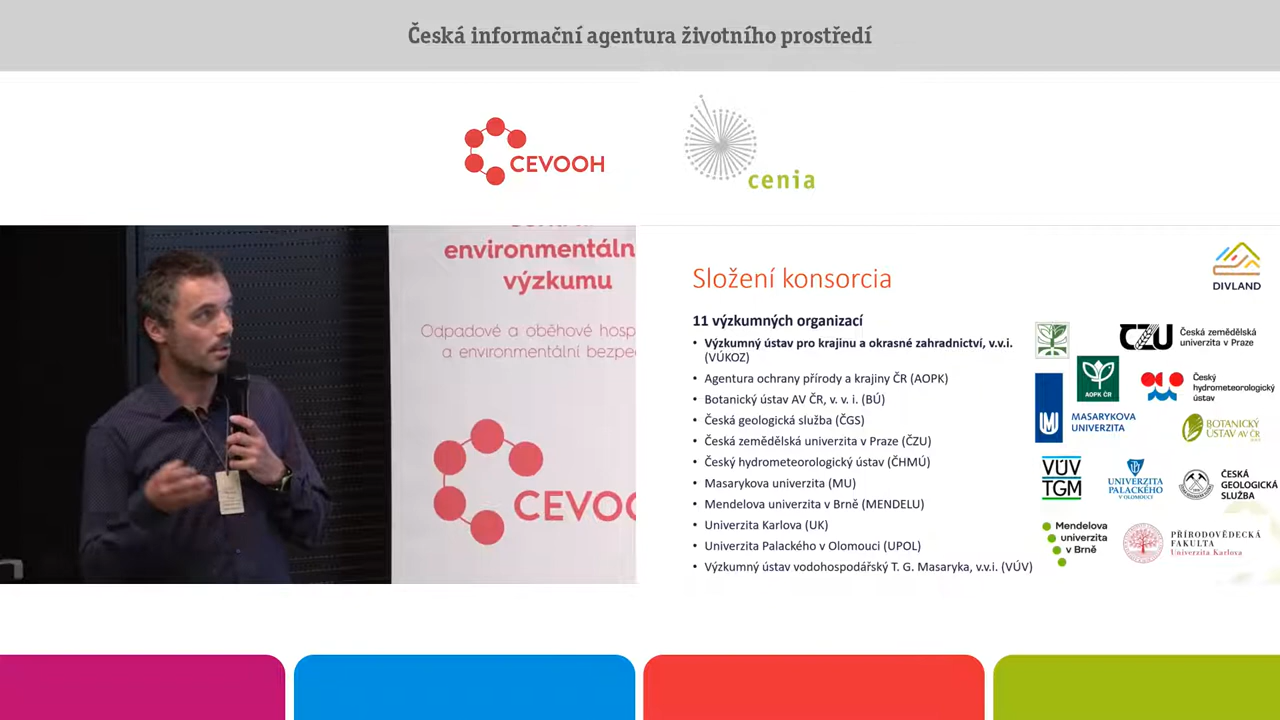 Česká informační agentura životního prostředí
CEVOOH
cenia
environmentáln
výzkumu
Odpadové a oběhové hosp
a environmentální bezpe
CEVOO
Složení konsorcia
DIVLAND
11 výzkumných organizací
• Výzkumný ústav pro krajinu a okrasné zahradnictví, v.v.i.
(VÚKOZ)
• Agentura ochrany přírody a krajiny ČR (AOPK)
• Botanický ústav AV ČR, v. v. i. (BÚ)
• Česká geologická služba (ČGS)
• Česká zemědělská univerzita v Praze (ČZU)
• Český hydrometeorologický ústav (ČHMÚ)
• Masarykova univerzita (MU)
• Mendelova univerzita v Brně (MENDELU)
• Univerzita Karlova (UK)
• Univerzita Palackého v Olomouci (UPOL)
• Výzkumný ústav vodohospodářský T. G. Masaryka, v.v.i. (VÚV)
ČZU
Česká zemědělská
univerzita v Praze
AOPK ČR
Český
hydrometeorologický
ústav
MUNI
MASARYKOVA
UNIVERZITA
BOTANICKÝ
ÚSTAV AV ČR
VÚV
TGM
UNIVERZITA
PALACKÉHO
V OLOMOUCI
ČESKÁ
GEOLOGICKÁ
SLUŽBA
Mendelova
univerzita
v Brně
PŘÍRODOVĚDECKÁ
FAKULTA
Univerzita Karlova